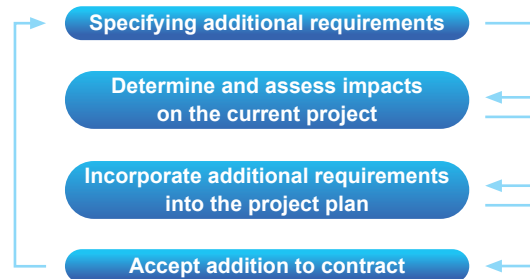 Specifying additional requirements
Determine and assess impacts
on the current project
Incorporate additional requirements
into the project plan
Accept addition to contract